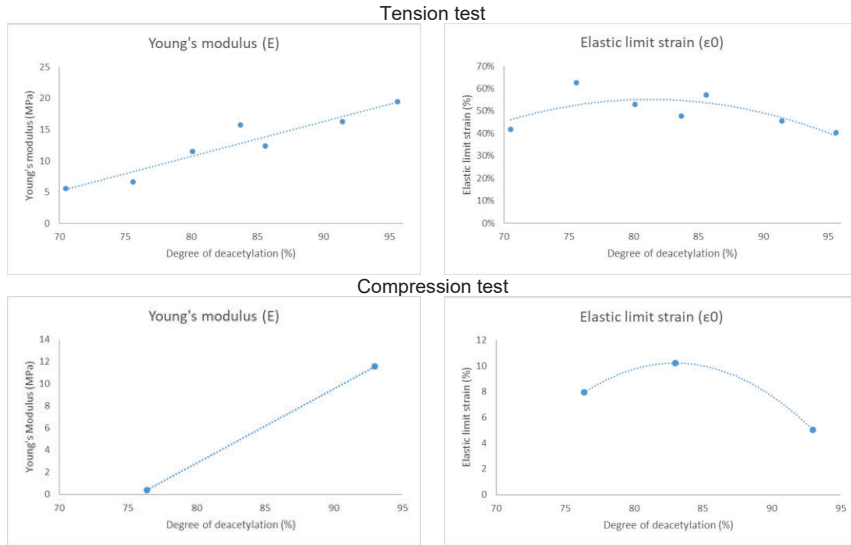 Tension test
Young's modulus (E)
Young's modulus (MPa)
25
20
15
10
5
0
70 75 80 85 90 95
Degree of deacetylation (%)
Elastic limit strain (ε0)
Elastic limit strain (%)
70%
60%
50%
40%
30%
20%
10%
0%
70 75 80 85 90 95
Degree of deacetylation (%)
Compression test
Young's modulus (E)
Young's Modulus (MPa)
14
12
10
8
6
4
2
0
70 75 80 85 90 95
Degree of deacetylation (%)
Elastic limit strain (ε0)
Elastic limit strain (%)
12
10
8
6
4
2
0
70 75 80 85 90 95
Degree of deacetylation (%)